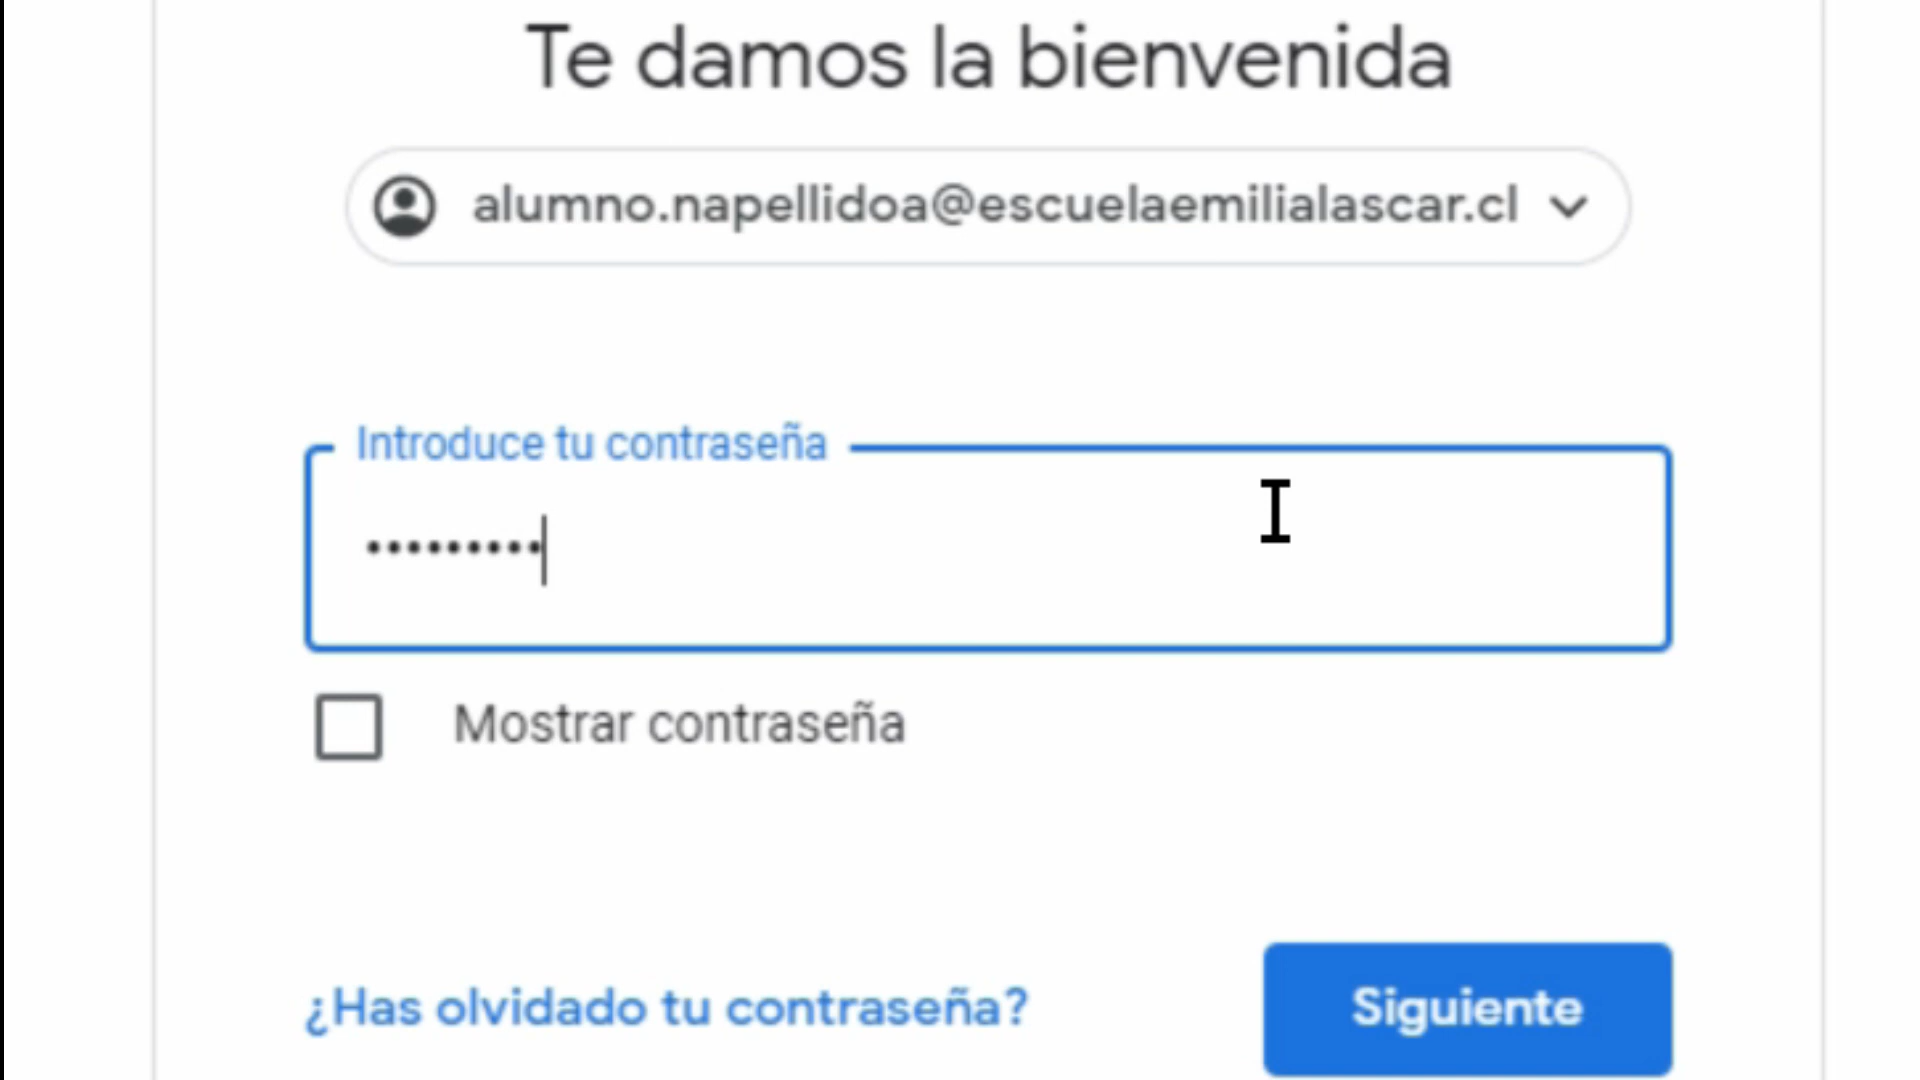 Te damos la bienvenida
alumno.napellidoa@escuelaemilialascar.cl
Introduce tu contraseña
•••••••••
Mostrar contraseña
¿Has olvidado tu contraseña?
Siguiente